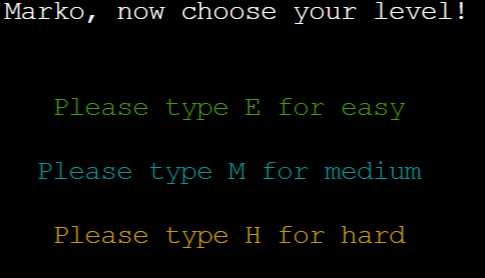 Marko, now choose your level!
Please type E for easy
Please type M for medium
Please type H for hard